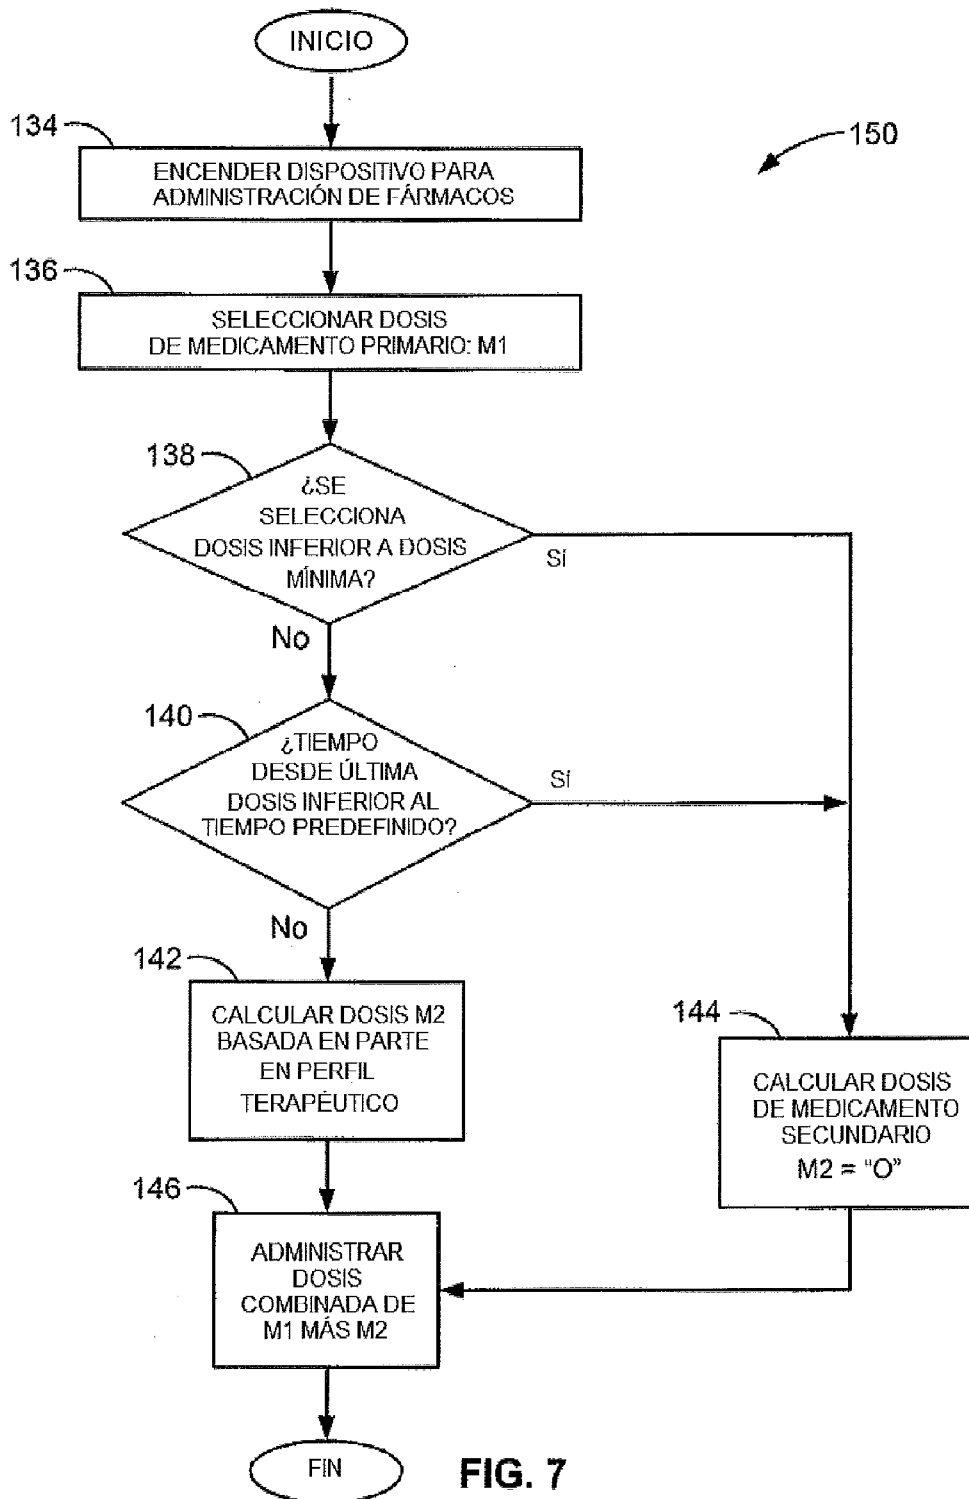 INICIO
134
150
ENCENDER DISPOSITIVO PARA
ADMINISTRACIÓN DE FÁRMACOS
136
SELECCIONAR DOSIS
DE MEDICAMENTO PRIMARIO: M1
138
¿SE
SELECCIONA
DOSIS INFERIOR A DOSIS
MÍNIMA?
Sí
No
140
¿TIEMPO
DESDE ÚLTIMA
DOSIS INFERIOR AL
TIEMPO PREDEFINIDO?
Sí
No
142
CALCULAR DOSIS M2
BASADA EN PARTE
EN PERFIL
TERAPÉUTICO
144
CALCULAR DOSIS
DE MEDICAMENTO
SECUNDARIO
M2 = “O”
146
ADMINISTRAR
DOSIS
COMBINADA DE
M1 MÁS M2
FIN
FIG. 7